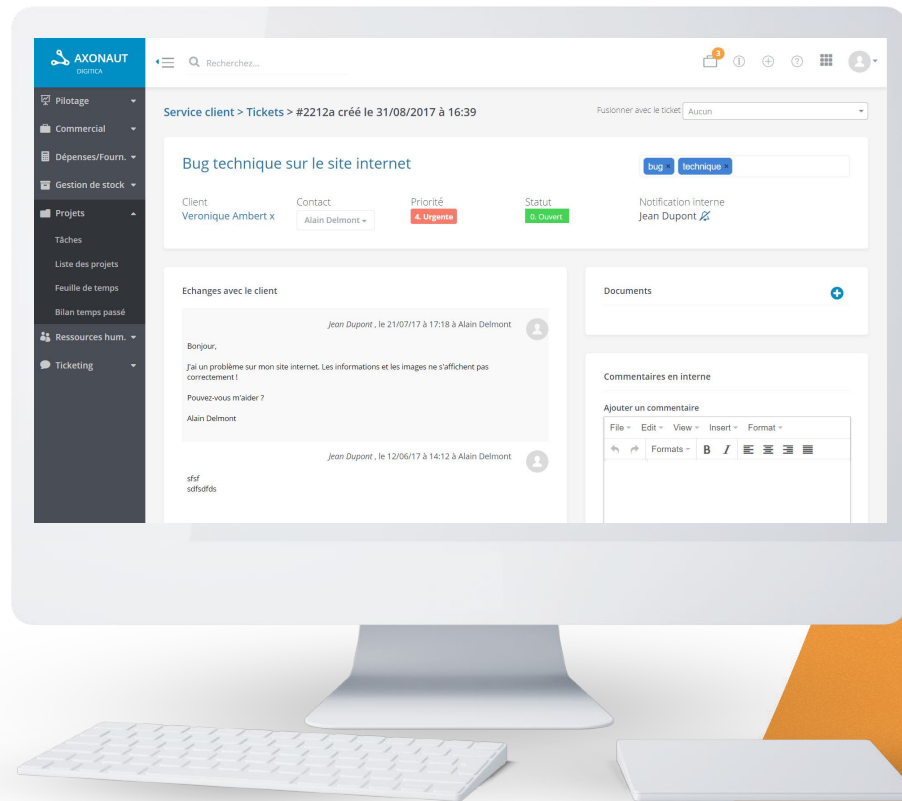 AXONAUT
DIGITICA
Recherchez...
3
Pilotage
Commercial
Dépenses/Fourn.
Gestion de stock
Projets
Tâches
Liste des projets
Feuille de temps
Bilan temps passé
Ressources hum.
Ticketing
Service client > Tickets > #2212a créé le 31/08/2017 à 16:39
Fusionner avec le ticket Aucun
Bug technique sur le site internet
bug × technique ×
Client Contact Priorité Statut Notification interne
Veronique Ambert x Alain Delmont 4. Urgente 0. Ouvert Jean Dupont
Echanges avec le client
Jean Dupont , le 21/07/17 à 17:18 à Alain Delmont
Bonjour,
J'ai un problème sur mon site internet. Les informations et les images ne s'affichent pas
correctement !
Pouvez-vous m'aider ?
Alain Delmont
Jean Dupont , le 12/06/17 à 14:12 à Alain Delmont
sfsf
sdfsdfds
Documents
Commentaires en interne
Ajouter un commentaire
File Edit View Insert Format
Formats B I